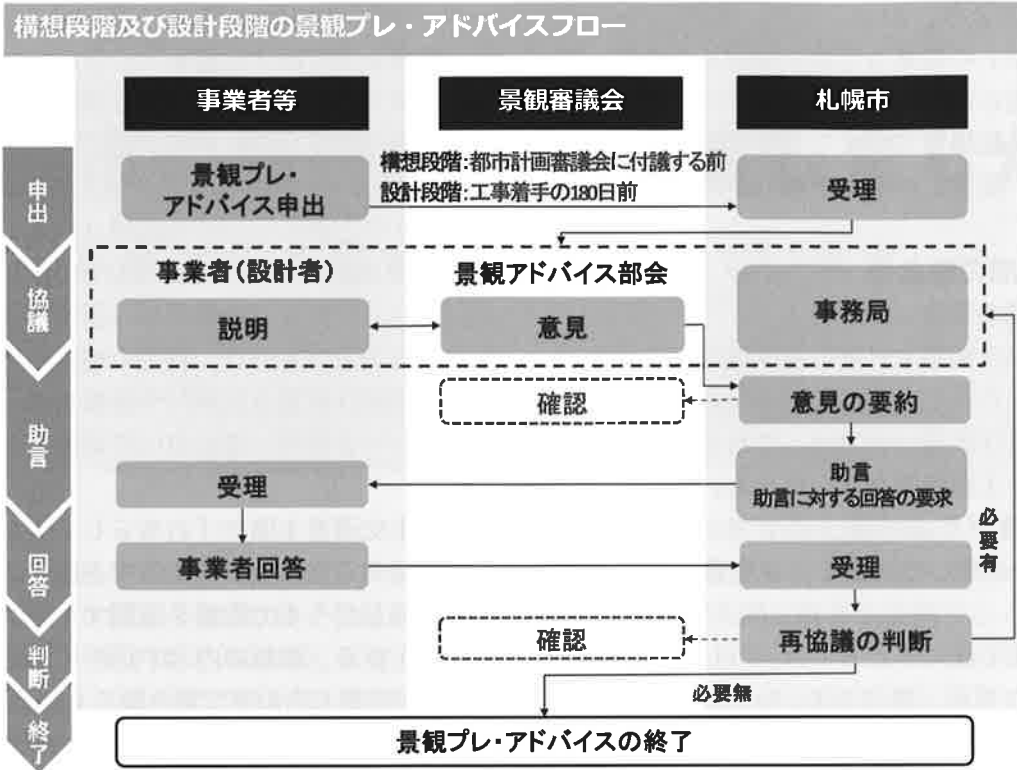 構想段階及び設計段階の景観プレ・アドバイスフロー
事業者等
景観審議会
札幌市
申出
景観プレ・
アドバイス申出
構想段階:都市計画審議会に付議する前
設計段階:工事着手の180日前
受理
協議
事業者(設計者)
景観アドバイス部会
事務局
説明
意見
助言
確認
意見の要約
助言
助言に対する回答の要求
受理
必要有
回答
事業者回答
受理
判断
確認
再協議の判断
必要無
終了
景観プレ・アドバイスの終了